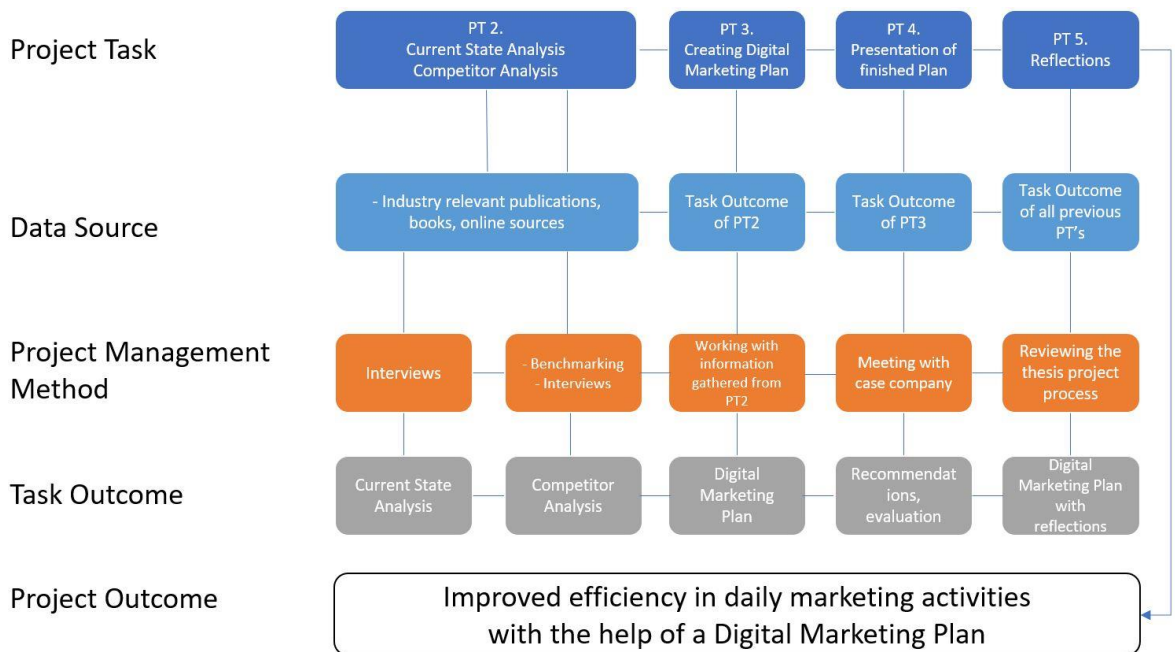 Project Task
PT 2.
Current State Analysis
Competitor Analysis
PT 3.
Creating Digital
Marketing Plan
PT 4.
Presentation of
finished Plan
PT 5.
Reflections
Data Source
- Industry relevant publications,
books, online sources
Task Outcome
of PT2
Task Outcome
of PT3
Task Outcome
of all previous
PT's
Project Management
Method
Interviews
- Benchmarking
- Interviews
Working with
information
gathered from
PT2
Meeting with
case company
Reviewing the
thesis project
process
Task Outcome
Current State
Analysis
Competitor
Analysis
Digital
Marketing
Plan
Recommendat
ions,
evaluation
Digital
Marketing Plan
with
reflections
Project Outcome
Improved efficiency in daily marketing activities
with the help of a Digital Marketing Plan